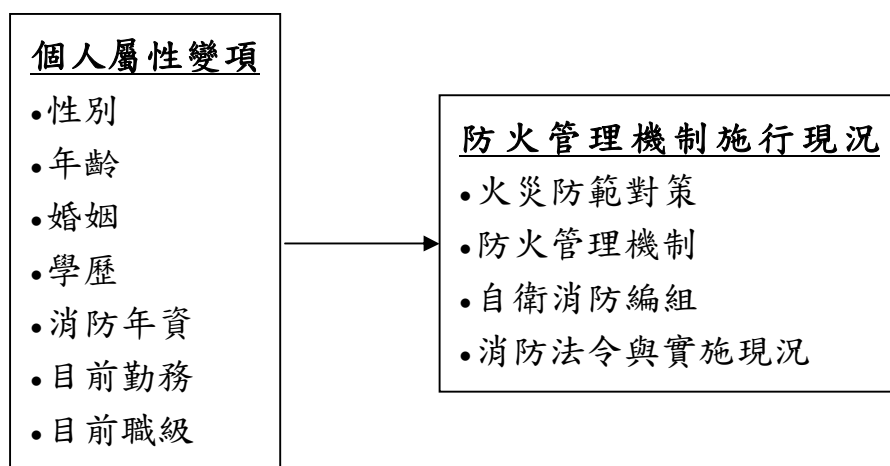 個人屬性變項
•性別
•年齡
•婚姻
•學歷
•消防年資
•目前勤務
•目前職級
防火管理機制施行現況
•火災防範對策
•防火管理機制
•自衛消防編組
•消防法令與實施現況